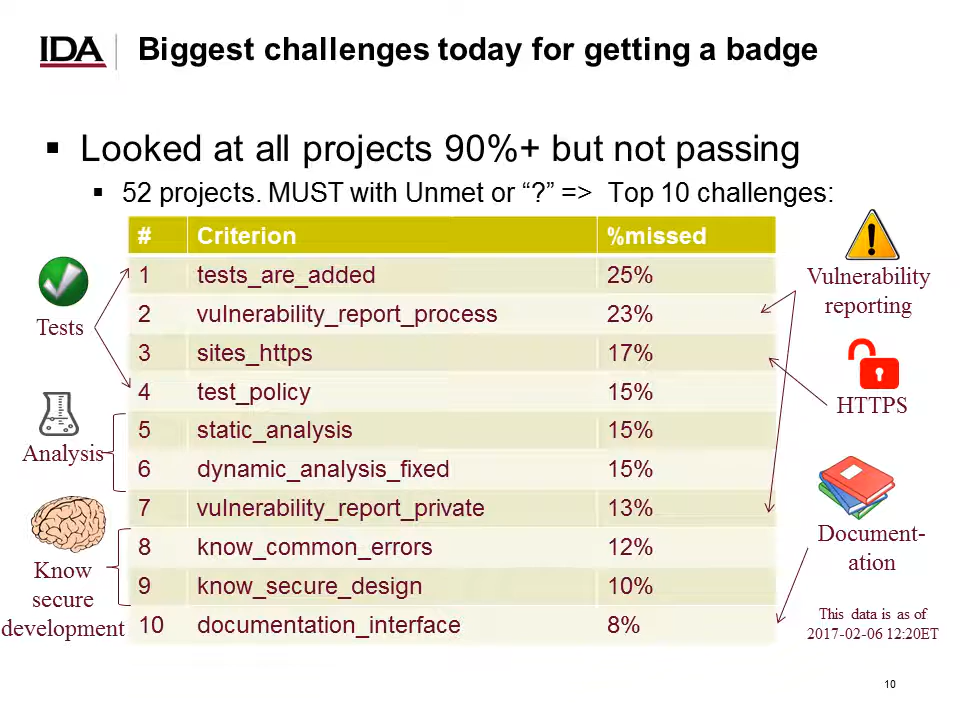 IDA
Biggest challenges today for getting a badge
▪ Looked at all projects 90%+ but not passing
▪ 52 projects. MUST with Unmet or “?” => Top 10 challenges:
# Criterion %missed
1 tests_are_added 25%
2 vulnerability_report_process 23%
3 sites_https 17%
4 test_policy 15%
5 static_analysis 15%
6 dynamic_analysis_fixed 15%
7 vulnerability_report_private 13%
8 know_common_errors 12%
9 know_secure_design 10%
10 documentation_interface 8%
Tests
Analysis
Know
secure
development
Vulnerability
reporting
HTTPS
Document-
ation
This data is as of
2017-02-06 12:20ET
10